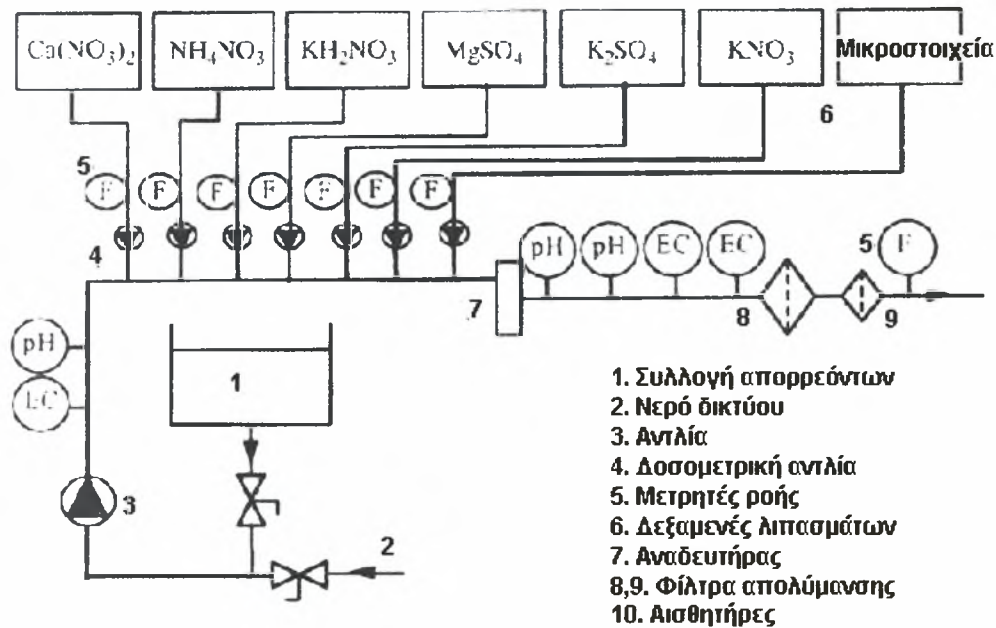 Ca(NO3)2 NH4NO3 KH2NO3 MgSO4 K2SO4 KNO3 Μικροστοιχεία
6
5 F F F F F F F
4
pH pH EC EC 5 F
7 8 9
pH
EC
1
3
2
1. Συλλογή απορρεόντων
2. Νερό δικτύου
3. Αντλία
4. Δοσομετρική αντλία
5. Μετρητές ροής
6. Δεξαμενές λιπασμάτων
7. Αναδευτήρας
8,9. Φίλτρα απολύμανσης
10. Αισθητήρες